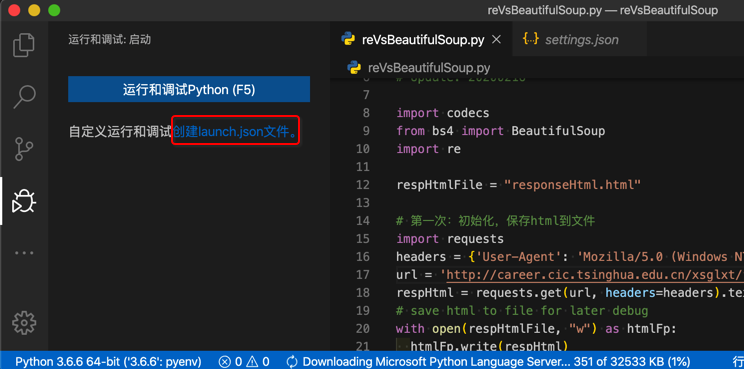 reVsBeautifulSoup.py — reVsBeautifulSoup
运行和调试: 启动
运行和调试Python (F5)
自定义运行和调试创建launch.json文件。
reVsBeautifulSoup.py
{..} settings.json
reVsBeautifulSoup.py
7
8 import codecs
9 from bs4 import BeautifulSoup
10 import re
11
12 respHtmlFile = "responseHtml.html"
13
14 # 第一次: 初始化，保存html到文件
15 import requests
16 headers = {'User-Agent': 'Mozilla/5.0 (Windows N
17 url = 'http://career.cic.tsinghua.edu.cn/xsglxt/
18 respHtml = requests.get(url, headers=headers).te
19 # save html to file for later debug
20 with open(respHtmlFile, "w") as htmlFp:
21 htmlFp.write(respHtml)
Python 3.6.6 64-bit ('3.6.6': pyenv) 0 0 Downloading Microsoft Python Language Server... 351 of 32533 KB (1%) 行